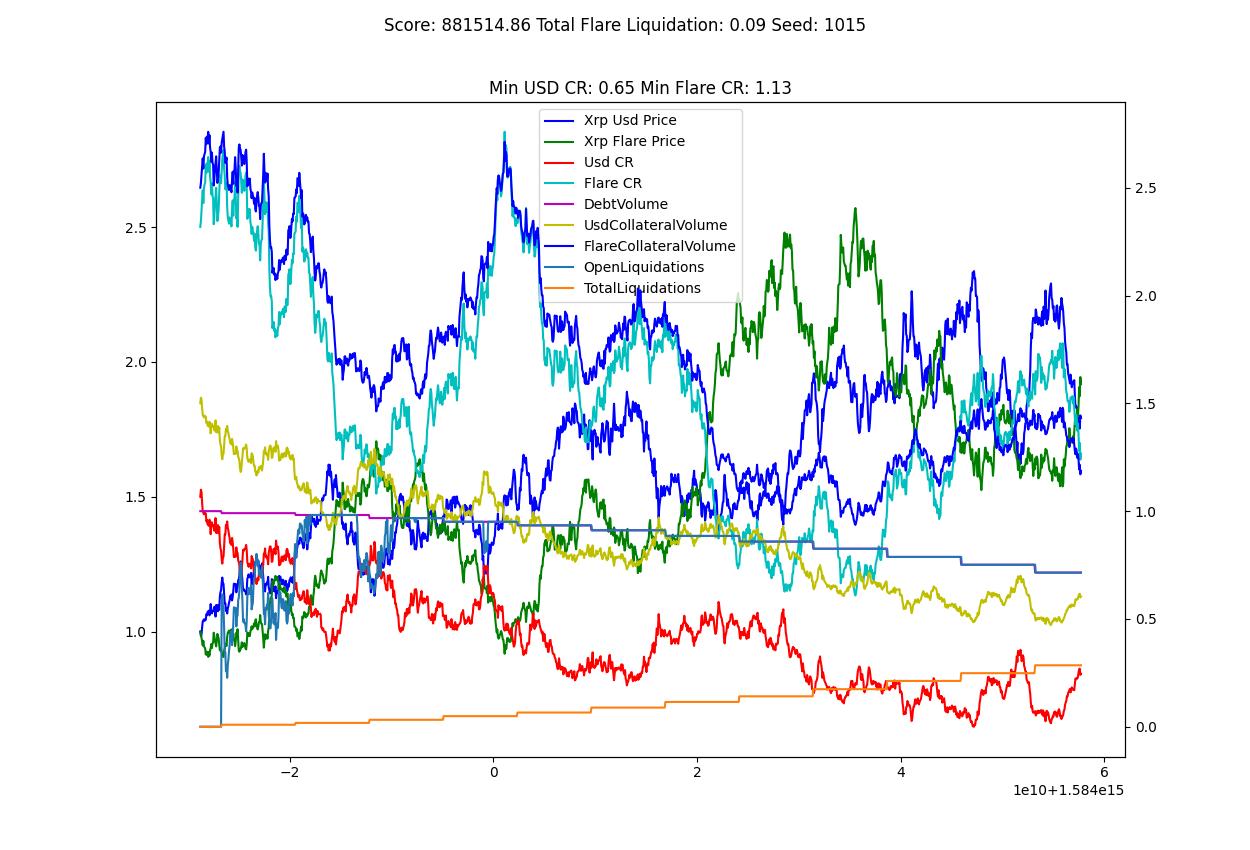 Score: 881514.86 Total Flare Liquidation: 0.09 Seed: 1015
Min USD CR: 0.65 Min Flare CR: 1.13
Xrp Usd Price
Xrp Flare Price
Usd CR
Flare CR
DebtVolume
UsdCollateralVolume
FlareCollateralVolume
OpenLiquidations
TotalLiquidations
2.5
2.0
1.5
1.0
2.5
2.0
1.5
1.0
0.5
0.0
−2
0
2
4
6
1e10+1.584e15